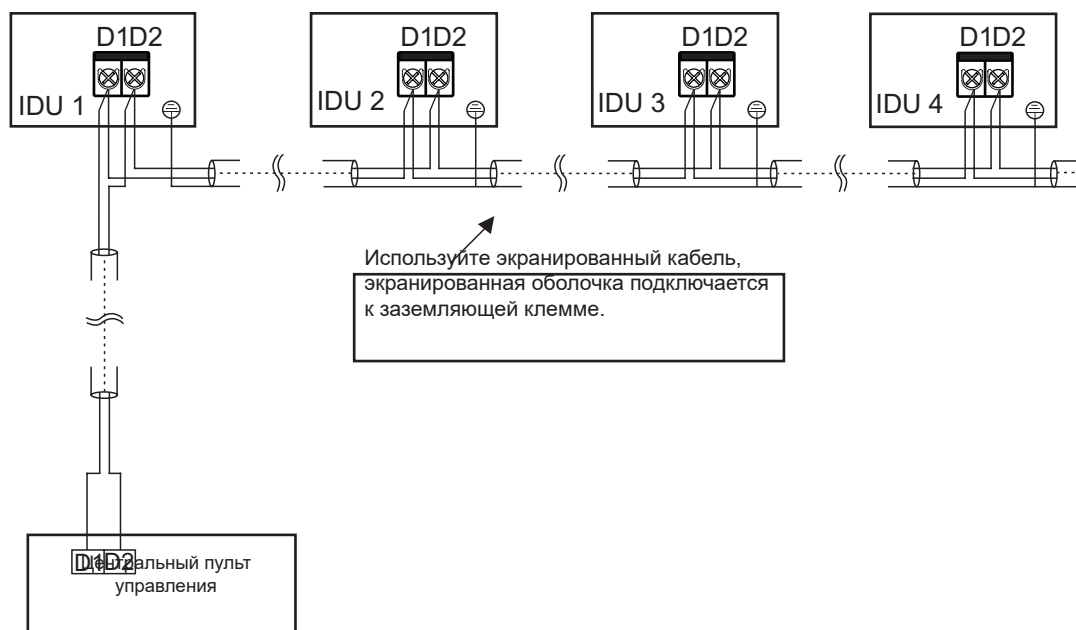 D1D2
D1D2
D1D2
D1D2
IDU 1
IDU 2
IDU 3
IDU 4
Используйте экранированный кабель,
экранированная оболочка подключается
к заземляющей клемме.
D1D2
Центральный пульт
управления